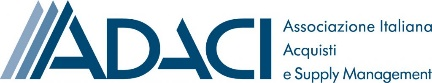 ADACI
Associazione Italiana
Acquisti
e Supply Management